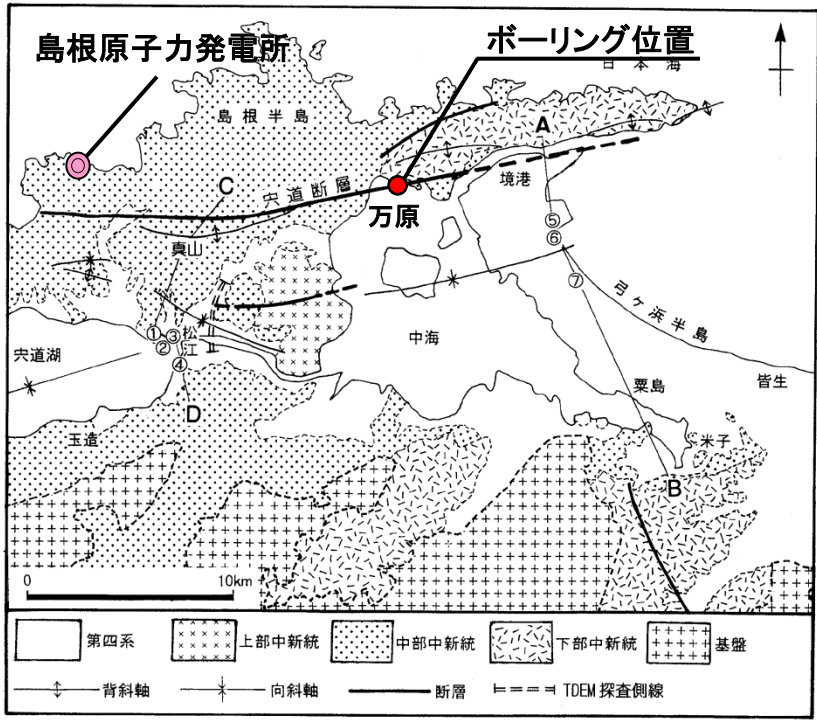 島根原子力発電所
ボーリング位置
日本海
島根半島
A
境港
宍道断層
C
万原
真山
⑤
⑥
⑦
弓ヶ浜半島
①
③
松江
②
④
宍道湖
中海
粟島
皆生
D
玉造
米子
B
0
10km
第四系
上部中新統
中部中新統
下部中新統
基盤
背斜軸
向斜軸
断層
TDEM探査側線